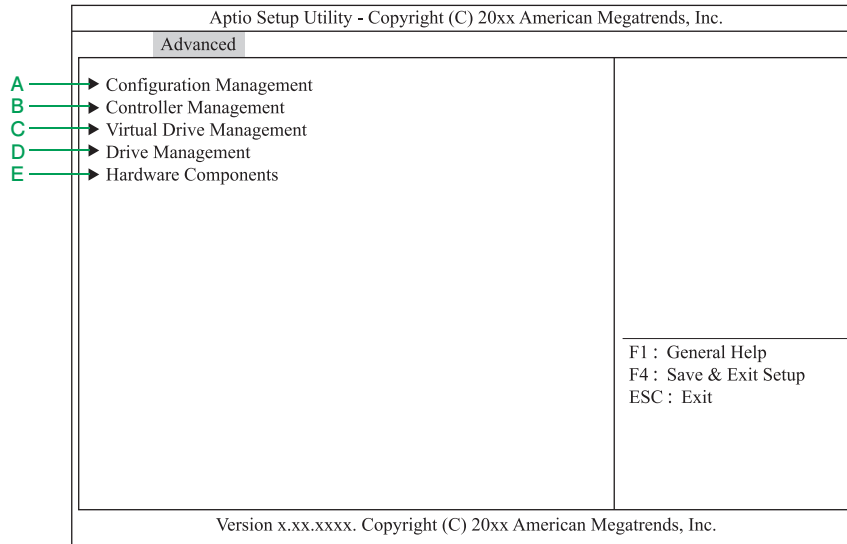 Aptio Setup Utility - Copyright (C) 20xx American Megatrends, Inc.
Advanced
A ▶ Configuration Management
B ▶ Controller Management
C ▶ Virtual Drive Management
D ▶ Drive Management
E ▶ Hardware Components
F1 : General Help
F4 : Save & Exit Setup
ESC : Exit
Version x.xx.xxxx. Copyright (C) 20xx American Megatrends, Inc.